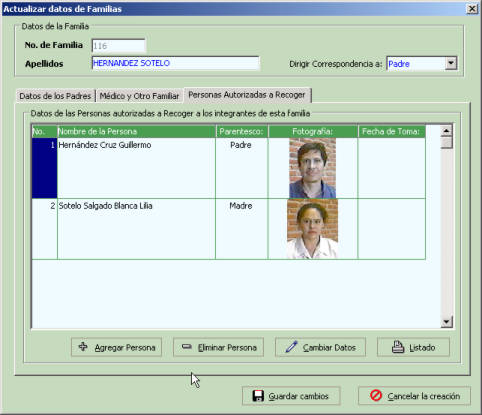 Actualizar datos de Familias
Datos de la Familia
No. de Familia 116
Apellidos HERNANDEZ SOTELO Dirigir Correspondencia a: Padre
Datos de los Padres Médico y Otro Familiar Personas Autorizadas a Recoger
Datos de las Personas autorizadas a Recoger a los integrantes de esta familia
No. Nombre de la Persona Parentesco: Fotografía: Fecha de Toma:
1 Hernández Cruz Guillermo Padre
2 Sotelo Salgado Blanca Lilia Madre
Agregar Persona Eliminar Persona Cambiar Datos Listado
Guardar cambios Cancelar la creación